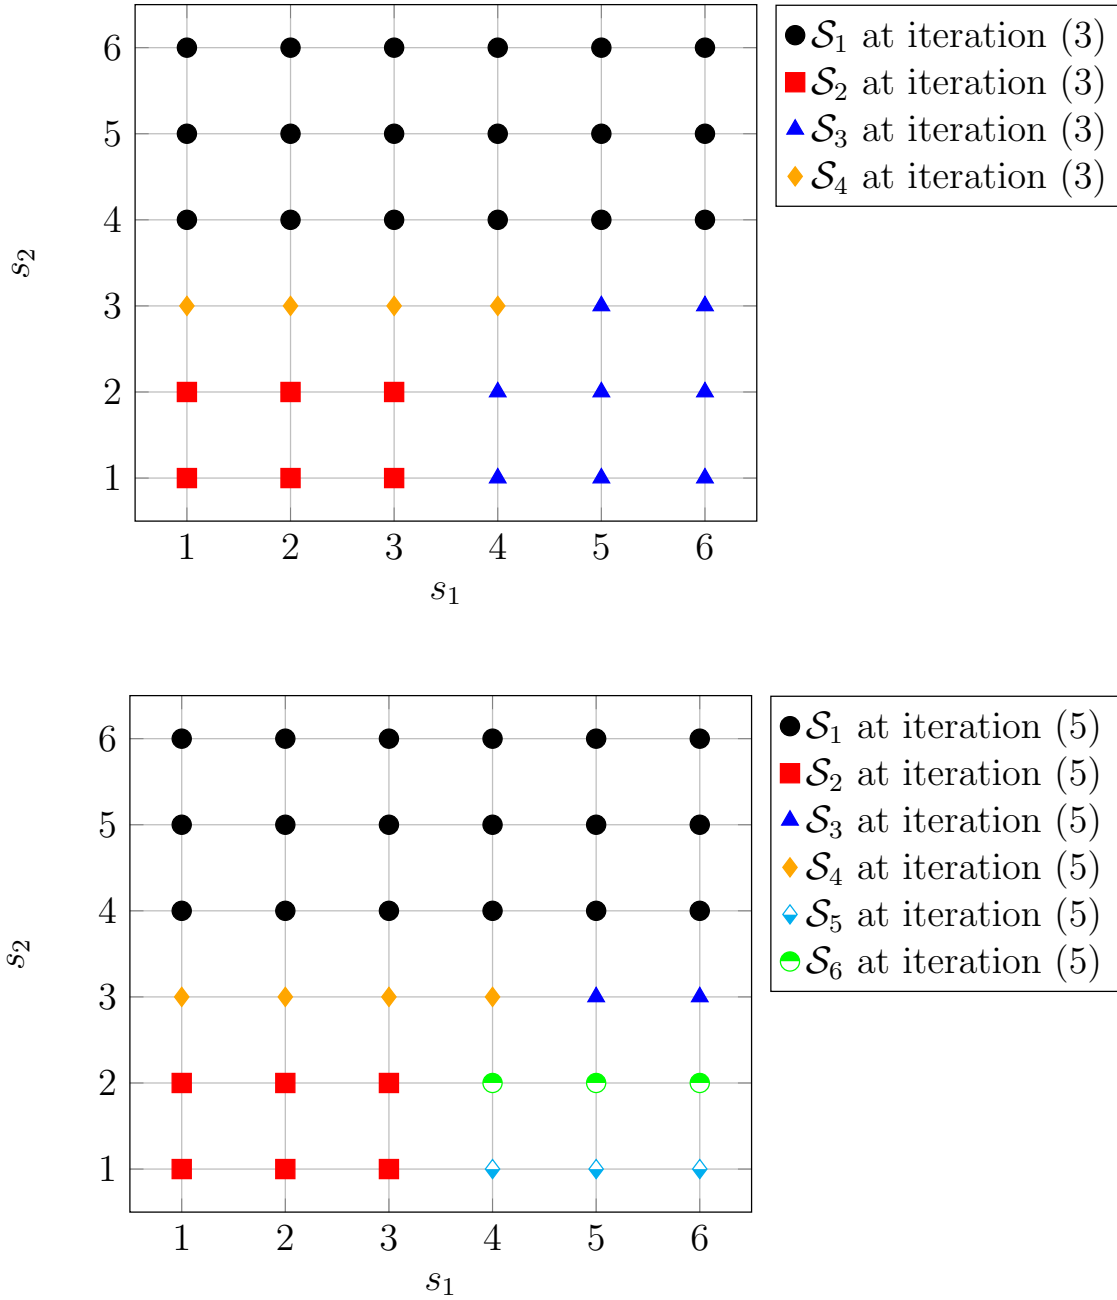 6
5
4
3
2
1
s₂
1 2 3 4 5 6
s₁
𝒮₁ at iteration (3)
𝒮₂ at iteration (3)
𝒮₃ at iteration (3)
𝒮₄ at iteration (3)
6
5
4
3
2
1
s₂
1 2 3 4 5 6
s₁
𝒮₁ at iteration (5)
𝒮₂ at iteration (5)
𝒮₃ at iteration (5)
𝒮₄ at iteration (5)
𝒮₅ at iteration (5)
𝒮₆ at iteration (5)